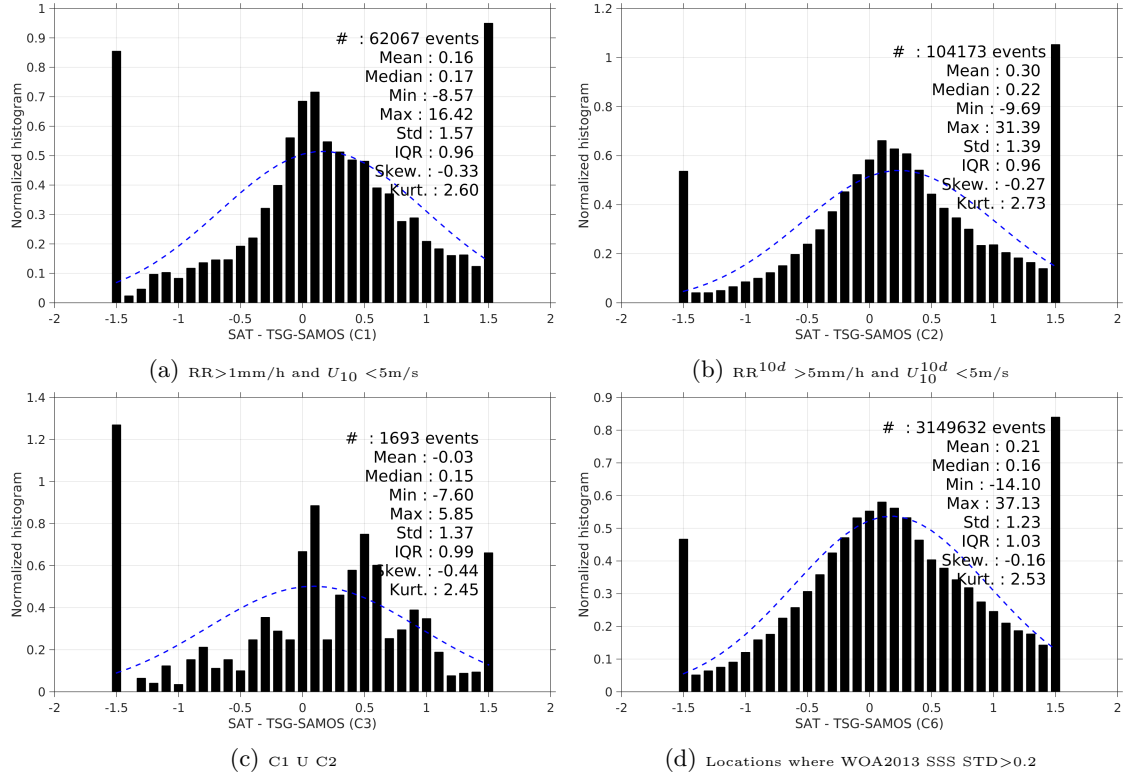 1
0.9
0.8
0.7
0.6
0.5
0.4
0.3
0.2
0.1
0
Normalized histogram
# : 62067 events
Mean : 0.16
Median : 0.17
Min : -8.57
Max : 16.42
Std : 1.57
IQR : 0.96
Skew. : -0.33
Kurt. : 2.60
-2 -1.5 -1 -0.5 0 0.5 1 1.5 2
SAT - TSG-SAMOS (C1)
(a) RR>1mm/h and U10 <5m/s
1.2
1
0.8
0.6
0.4
0.2
0
Normalized histogram
# : 104173 events
Mean : 0.30
Median : 0.22
Min : -9.69
Max : 31.39
Std : 1.39
IQR : 0.96
Skew. : -0.27
Kurt. : 2.73
-2 -1.5 -1 -0.5 0 0.5 1 1.5 2
SAT - TSG-SAMOS (C2)
(b) RR10d >5mm/h and U10d10 <5m/s
1.4
1.2
1
0.8
0.6
0.4
0.2
0
Normalized histogram
# : 1693 events
Mean : -0.03
Median : 0.15
Min : -7.60
Max : 5.85
Std : 1.37
IQR : 0.99
Skew. : -0.44
Kurt. : 2.45
-2 -1.5 -1 -0.5 0 0.5 1 1.5 2
SAT - TSG-SAMOS (C3)
(c) C1 U C2
0.9
0.8
0.7
0.6
0.5
0.4
0.3
0.2
0.1
0
Normalized histogram
# : 3149632 events
Mean : 0.21
Median : 0.16
Min : -14.10
Max : 37.13
Std : 1.23
IQR : 1.03
Skew. : -0.16
Kurt. : 2.53
-2 -1.5 -1 -0.5 0 0.5 1 1.5 2
SAT - TSG-SAMOS (C6)
(d) Locations where WOA2013 SSS STD>0.2